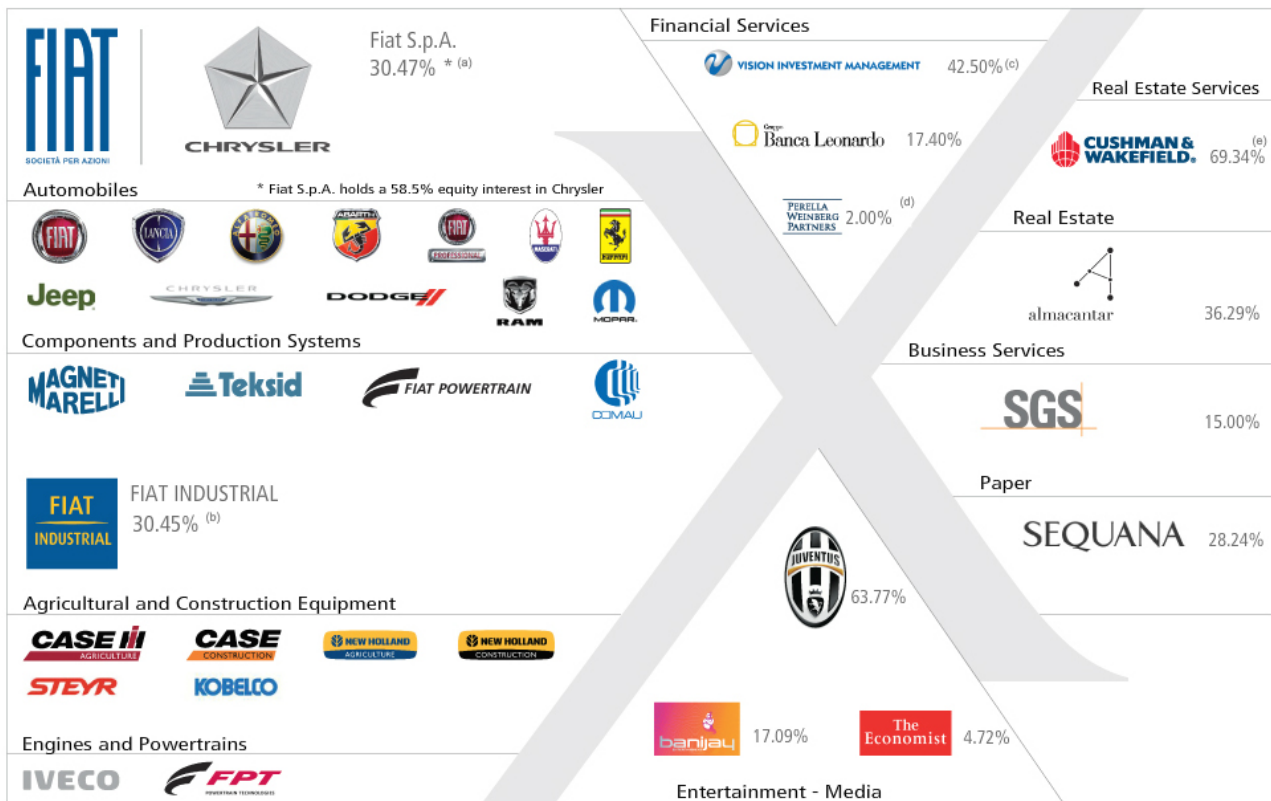 FIAT
SOCIETÀ PER AZIONI
CHRYSLER
Fiat S.p.A.
30.47% * (a)
Automobiles
* Fiat S.p.A. holds a 58.5% equity interest in Chrysler
FIAT
LANCIA
ALFA ROMEO
ABARTH
FIAT
PROFESSIONAL
MASERATI
Ferrari
Jeep
CHRYSLER
DODGE
RAM
MOPAR
Components and Production Systems
MAGNETI
MARELLI
Teksid
FIAT POWERTRAIN
COMAU
FIAT
INDUSTRIAL
FIAT INDUSTRIAL
30.45% (b)
Agricultural and Construction Equipment
CASE IH
AGRICULTURE
CASE
CONSTRUCTION
NEW HOLLAND
AGRICULTURE
NEW HOLLAND
CONSTRUCTION
STEYR
KOBELCO
Engines and Powertrains
IVECO
FPT
POWERTRAIN TECHNOLOGIES
Financial Services
VISION INVESTMENT MANAGEMENT 42.50% (c)
Gruppo
Banca Leonardo 17.40%
PERELLA
WEINBERG
PARTNERS
2.00% (d)
Real Estate Services
CUSHMAN &
WAKEFIELD®
69.34% (e)
Real Estate
almacantar 36.29%
Business Services
SGS 15.00%
Paper
SEQUANA 28.24%
JUVENTUS
63.77%
banijay 17.09%
The
Economist
4.72%
Entertainment - Media